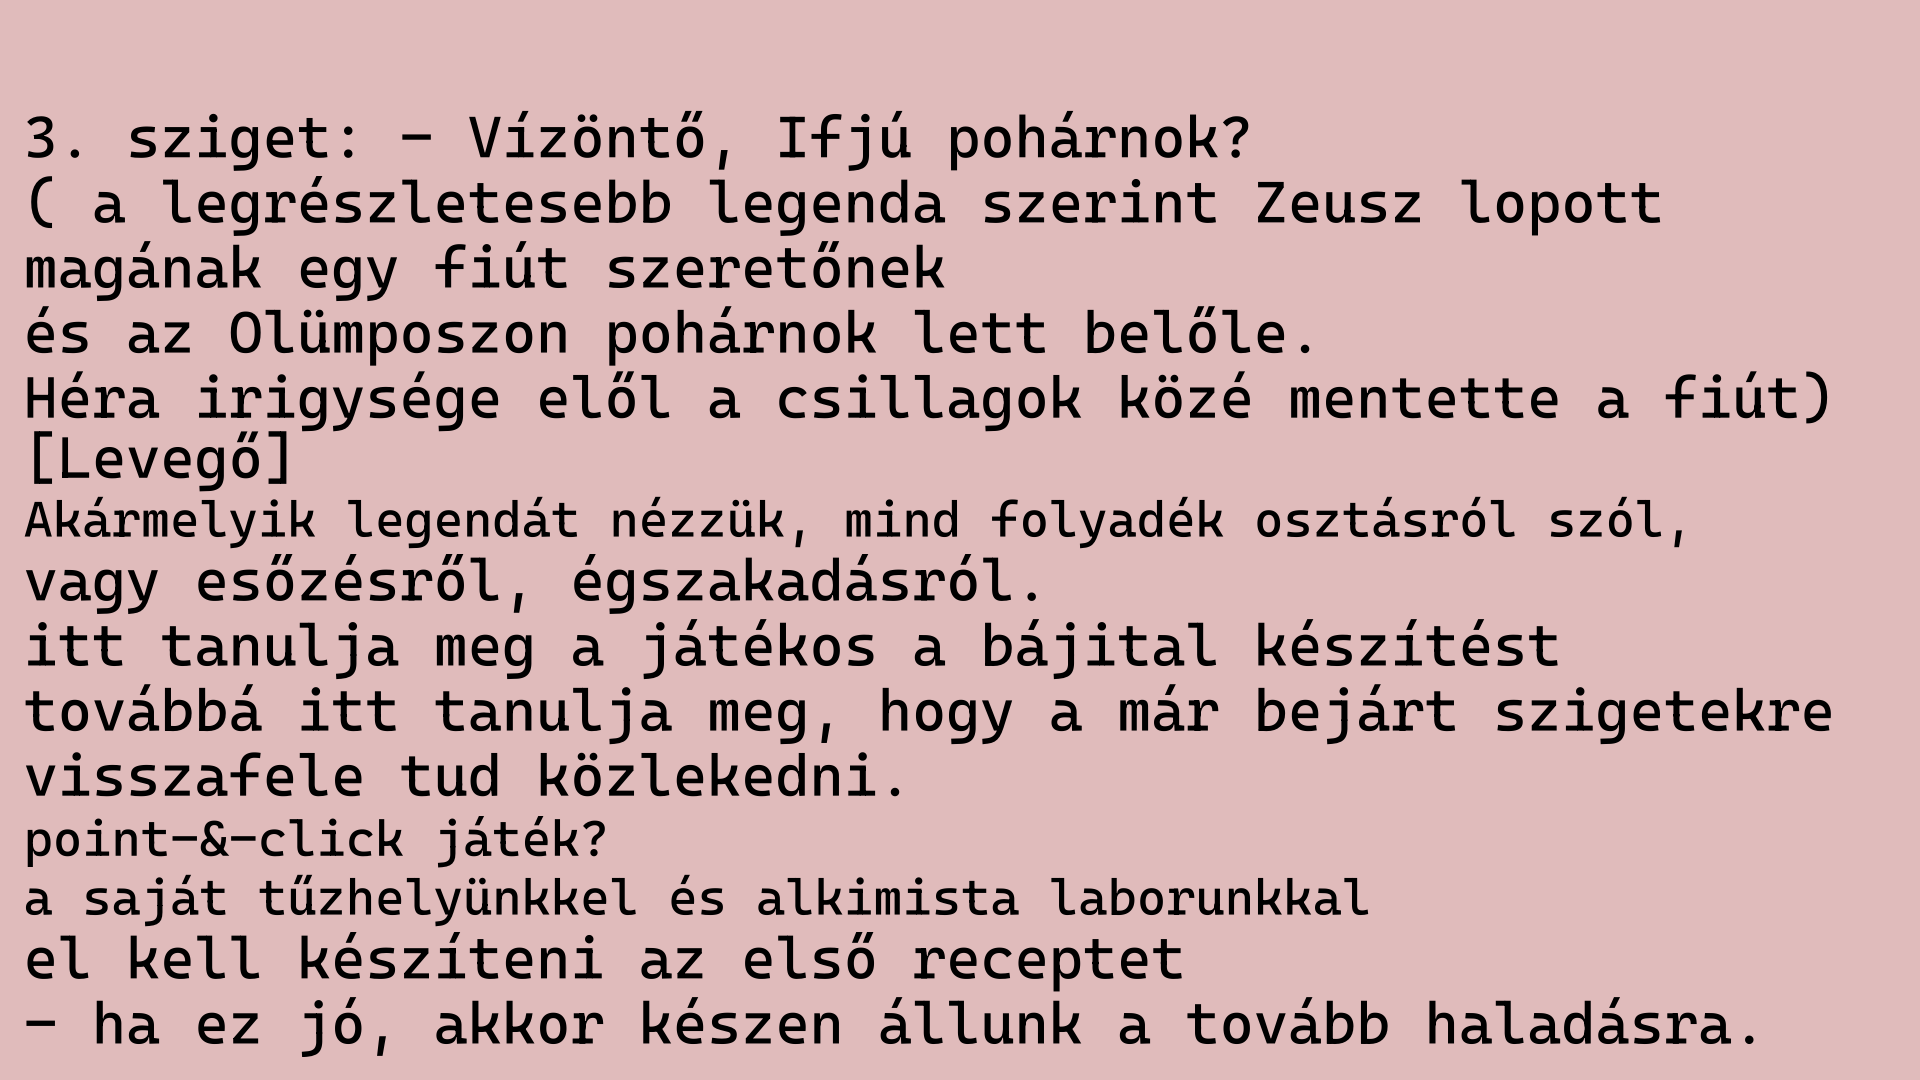 3. sziget: – Vízöntő, Ifjú pohárnok?
( a legrészletesebb legenda szerint Zeusz lopott
magának egy fiút szeretőnek
és az Olümposzon pohárnok lett belőle.
Héra irigysége elől a csillagok közé mentette a fiút)
[Levegő]
Akármelyik legendát nézzük, mind folyadék osztásról szól,
vagy esőzésről, égszakadásról.
itt tanulja meg a játékos a bájital készítést
továbbá itt tanulja meg, hogy a már bejárt szigetekre
visszafele tud közlekedni.
point-&-click játék?
a saját tűzhelyünkkel és alkimista laborunkkal
el kell készíteni az első receptet
– ha ez jó, akkor készen állunk a tovább haladásra.